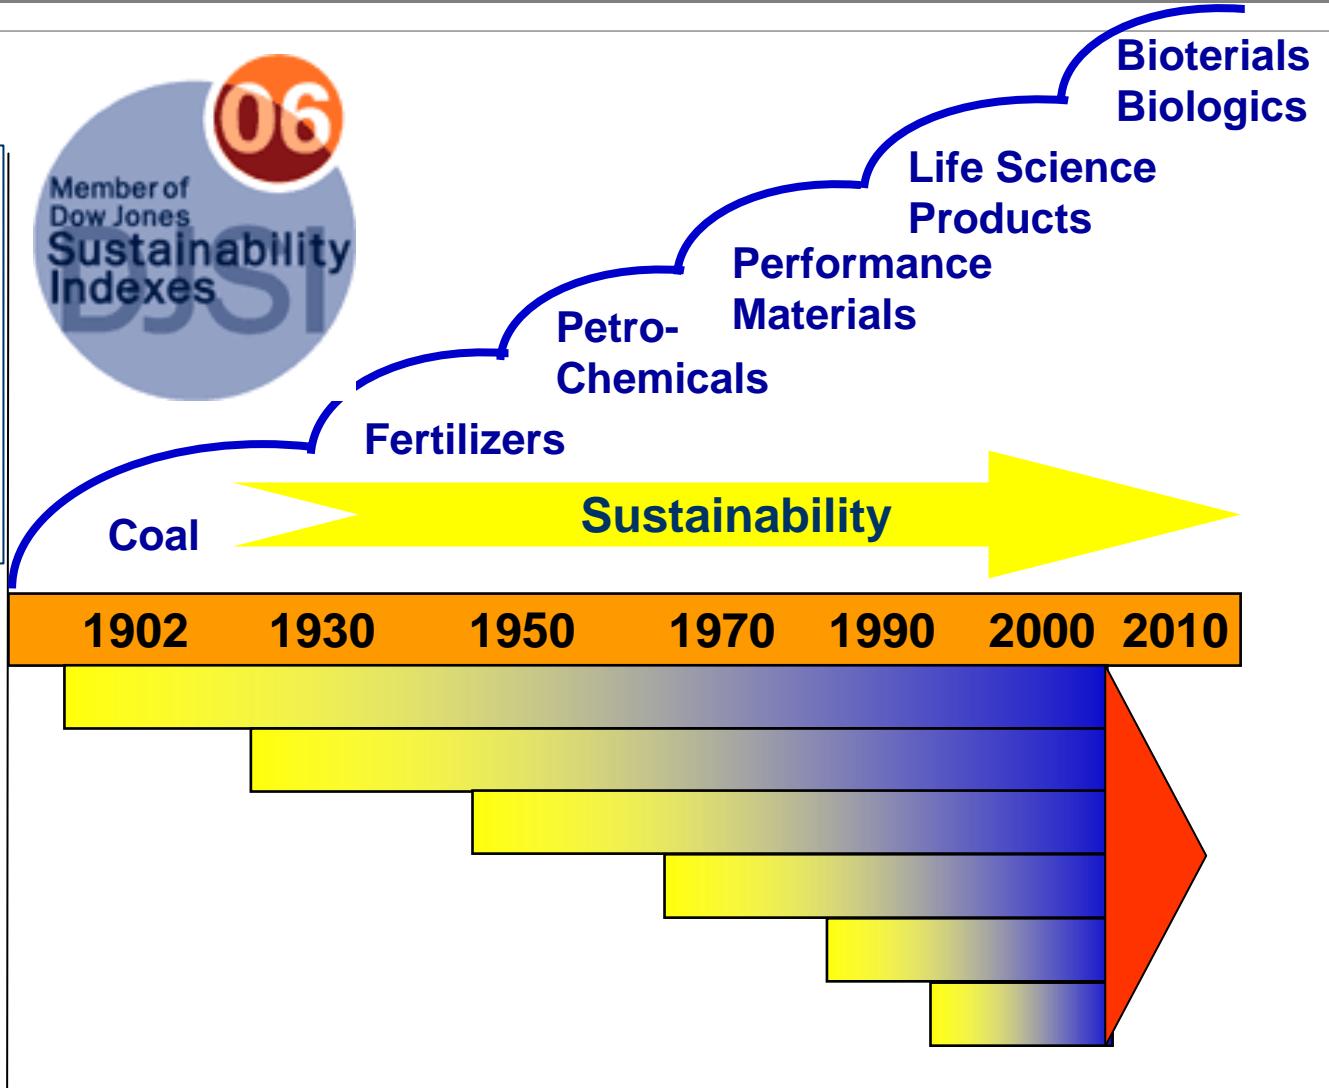 Bioterials
Biologics
06
Member of
Dow Jones
Sustainability
Indexes
DJSI
Life Science
Products
Performance
Materials
Petro-
Chemicals
Fertilizers
Coal
Sustainability
1902 1930 1950 1970 1990 2000 2010